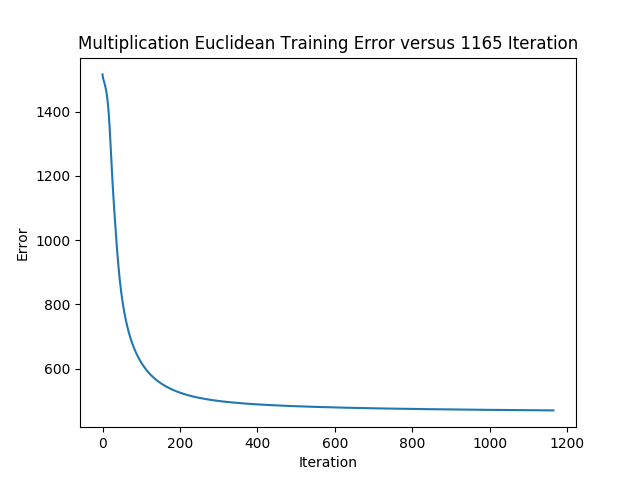 Multiplication Euclidean Training Error versus 1165 Iteration
1400
1200
1000
800
600
Error
0 200 400 600 800 1000 1200
Iteration